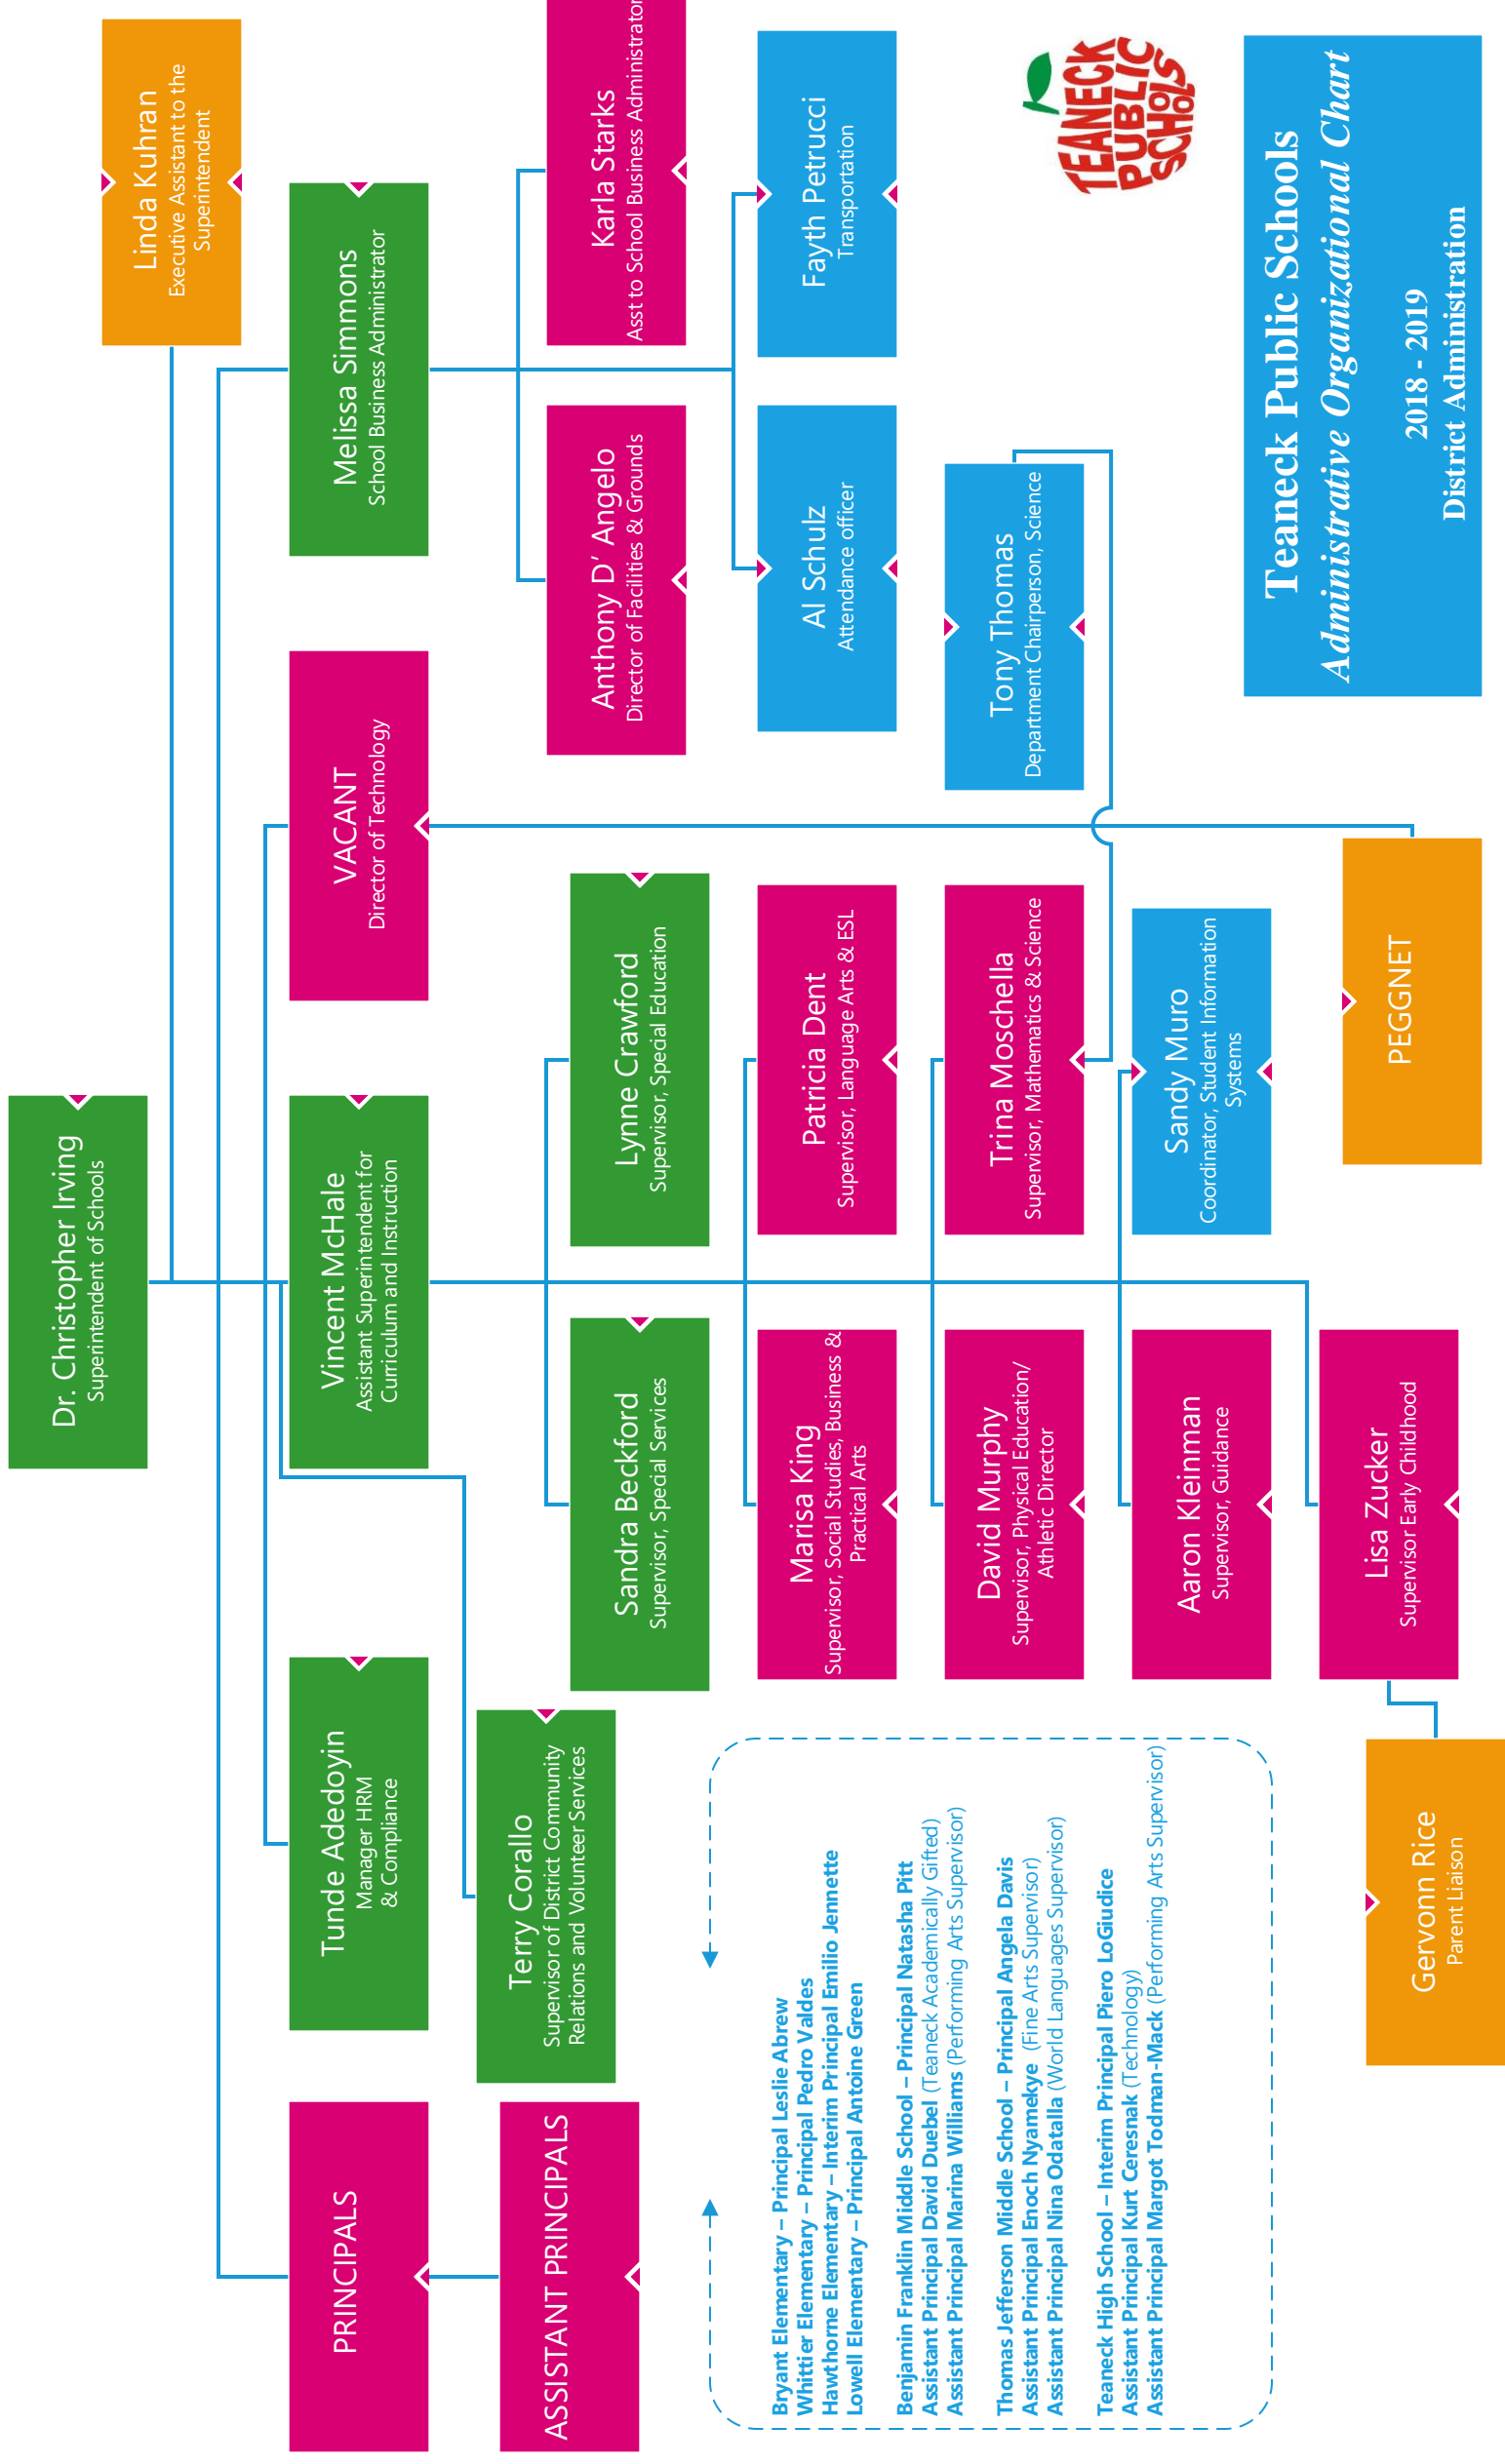 Dr. Christopher Irving
Superintendent of Schools
Linda Kuhran
Executive Assistant to the
Superintendent
PRINCIPALS
Tunde Adedoyin
Manager HRM
& Compliance
Vincent McHale
Assistant Superintendent for
Curriculum and Instruction
VACANT
Director of Technology
Melissa Simmons
School Business Administrator
ASSISTANT PRINCIPALS
Terry Corallo
Supervisor of District Community
Relations and Volunteer Services
Sandra Beckford
Supervisor, Special Services
Lynne Crawford
Supervisor, Special Education
Anthony D’ Angelo
Director of Facilities & Grounds
Karla Starks
Asst to School Business Administrator
Marisa King
Supervisor, Social Studies, Business &
Practical Arts
Patricia Dent
Supervisor, Language Arts & ESL
Al Schulz
Attendance officer
Fayth Petrucci
Transportation
David Murphy
Supervisor, Physical Education/
Athletic Director
Trina Moschella
Supervisor, Mathematics & Science
Tony Thomas
Department Chairperson, Science
Aaron Kleinman
Supervisor, Guidance
Sandy Muro
Coordinator, Student Information
Systems
Lisa Zucker
Supervisor Early Childhood
PEGGNET
Gervonn Rice
Parent Liaison
Bryant Elementary – Principal Leslie Abrew
Whittier Elementary – Principal Pedro Valdes
Hawthorne Elementary – Interim Principal Emilio Jennette
Lowell Elementary – Principal Antoine Green
Benjamin Franklin Middle School – Principal Natasha Pitt
Assistant Principal David Duebel (Teaneck Academically Gifted)
Assistant Principal Marina Williams (Performing Arts Supervisor)
Thomas Jefferson Middle School – Principal Angela Davis
Assistant Principal Enoch Nyamekye (Fine Arts Supervisor)
Assistant Principal Nina Odatalla (World Languages Supervisor)
Teaneck High School – Interim Principal Piero LoGiudice
Assistant Principal Kurt Ceresnak (Technology)
Assistant Principal Margot Todman-Mack (Performing Arts Supervisor)
TEANECK
PUBLIC
SCHOOLS
Teaneck Public Schools
Administrative Organizational Chart
2018 - 2019
District Administration